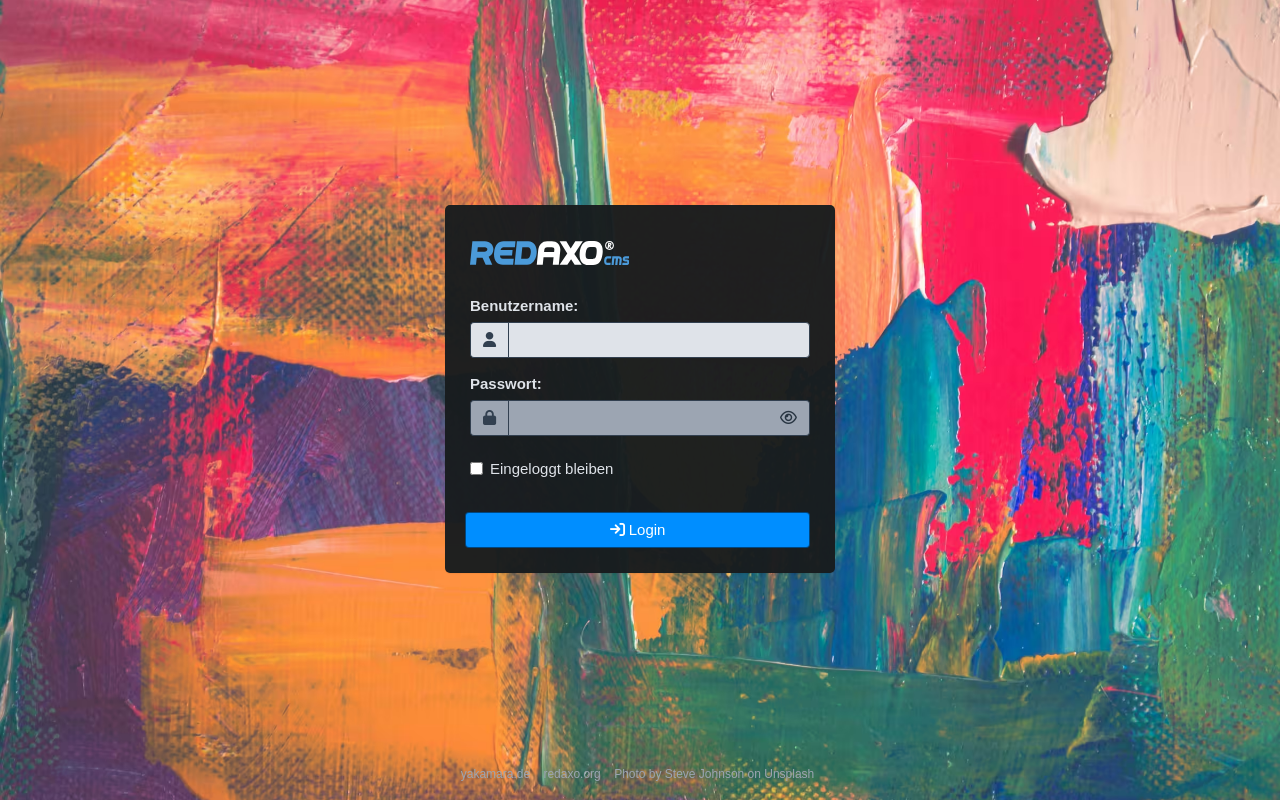 REDAXO® cms
Benutzername:
Passwort:
Eingeloggt bleiben
Login
yakamara.de redaxo.org Photo by Steve Johnson on Unsplash